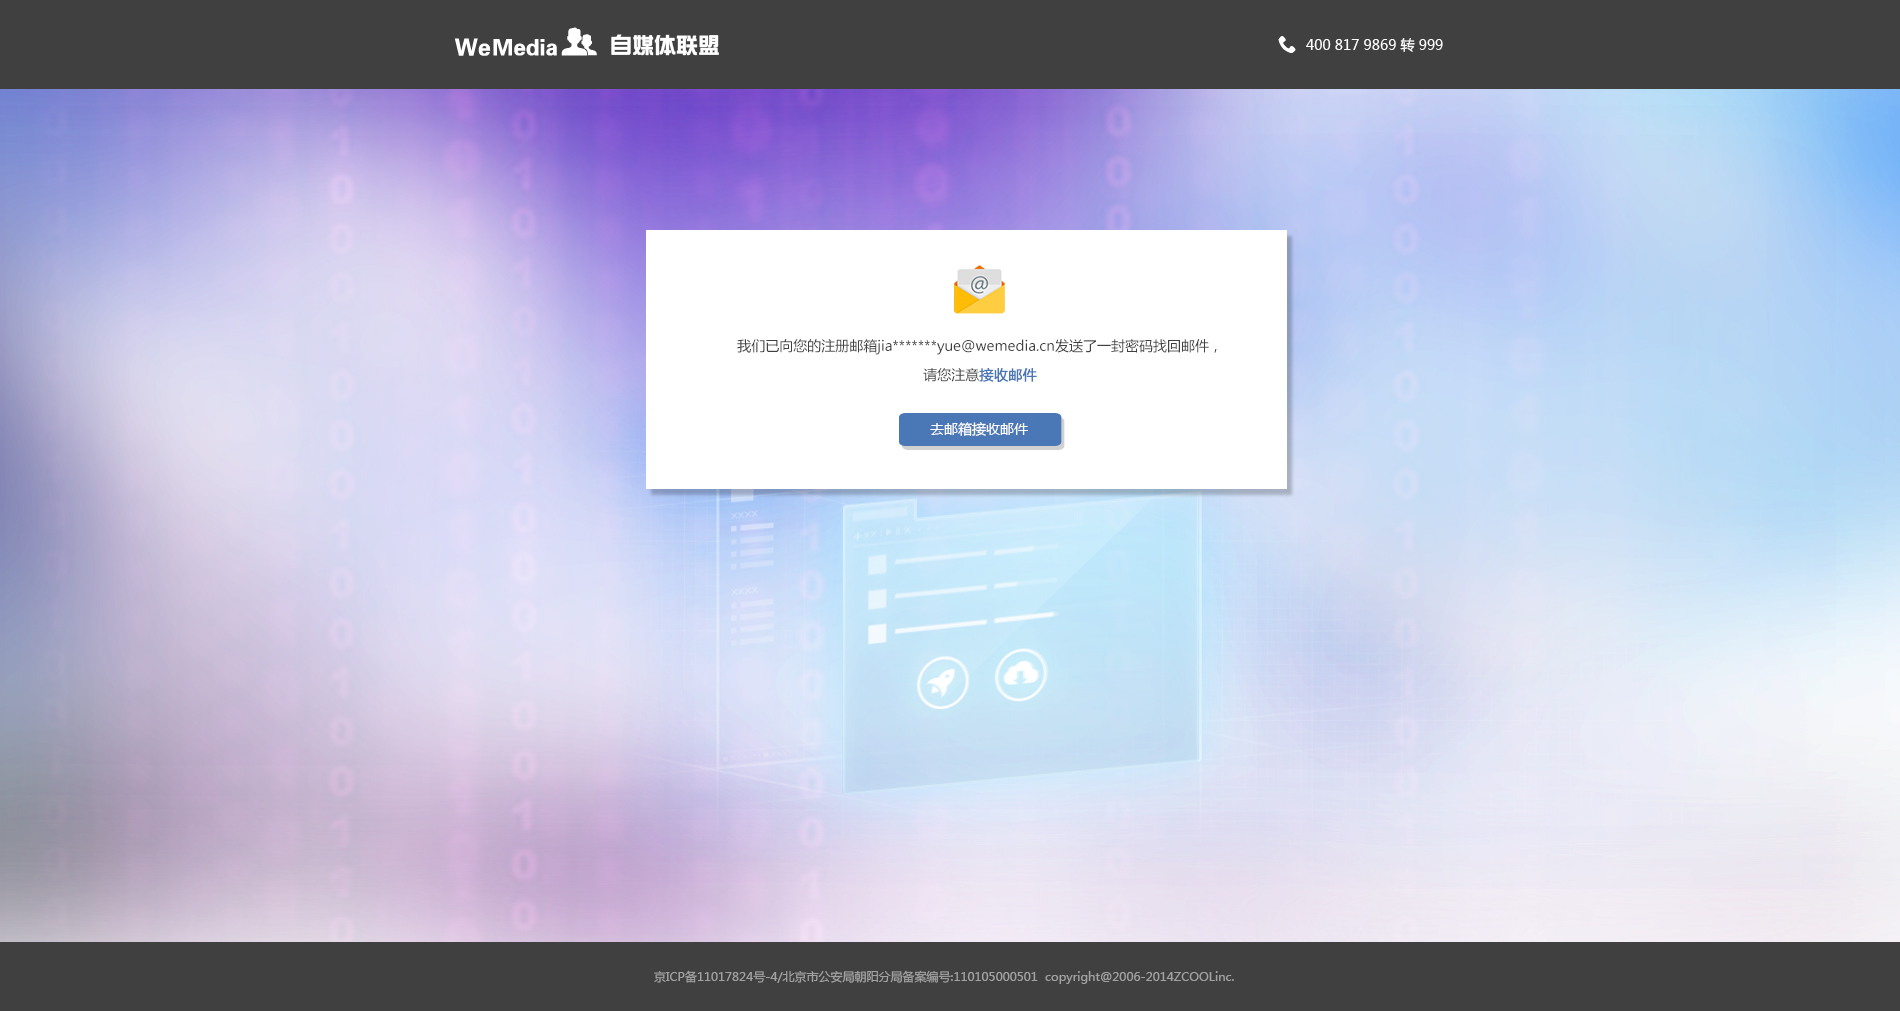 WeMedia 自媒体联盟
400 817 9869 转 999
我们已向您的注册邮箱jia*******yue@wemedia.cn发送了一封密码找回邮件，
请您注意接收邮件
去邮箱接收邮件
京ICP备11017824号-4/北京市公安局朝阳分局备案编号:110105000501 copyright@2006-2014ZCOOLinc.